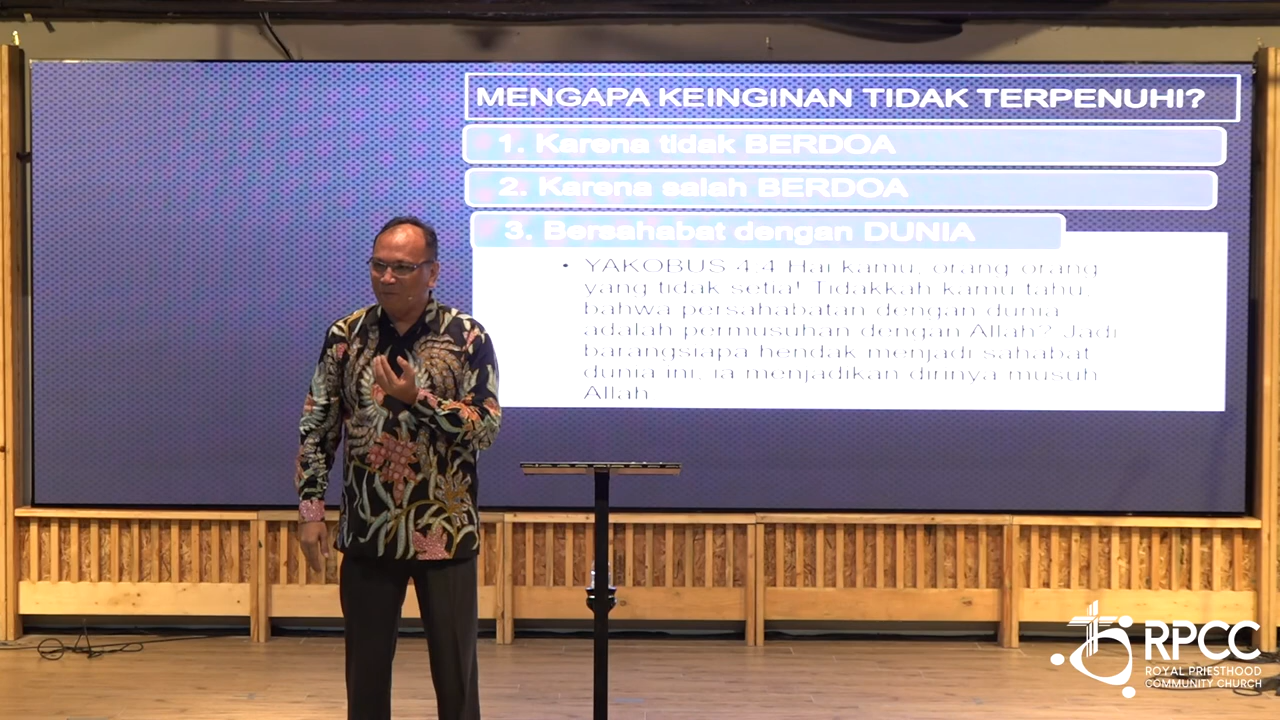 MENGAPA KEINGINAN TIDAK TERPENUHI?
1. Karena tidak BERDOA
2. Karena salah BERDOA
3. Bersahabat dengan DUNIA
• YAKOBUS 4:4 Hai kamu, orang-orang
yang tidak setia! Tidakkah kamu tahu,
bahwa persahabatan dengan dunia
adalah permusuhan dengan Allah? Jadi
barangsiapa hendak menjadi sahabat
dunia ini, ia menjadikan dirinya musuh
Allah
RPCC
ROYAL PRIESTHOOD
COMMUNITY CHURCH